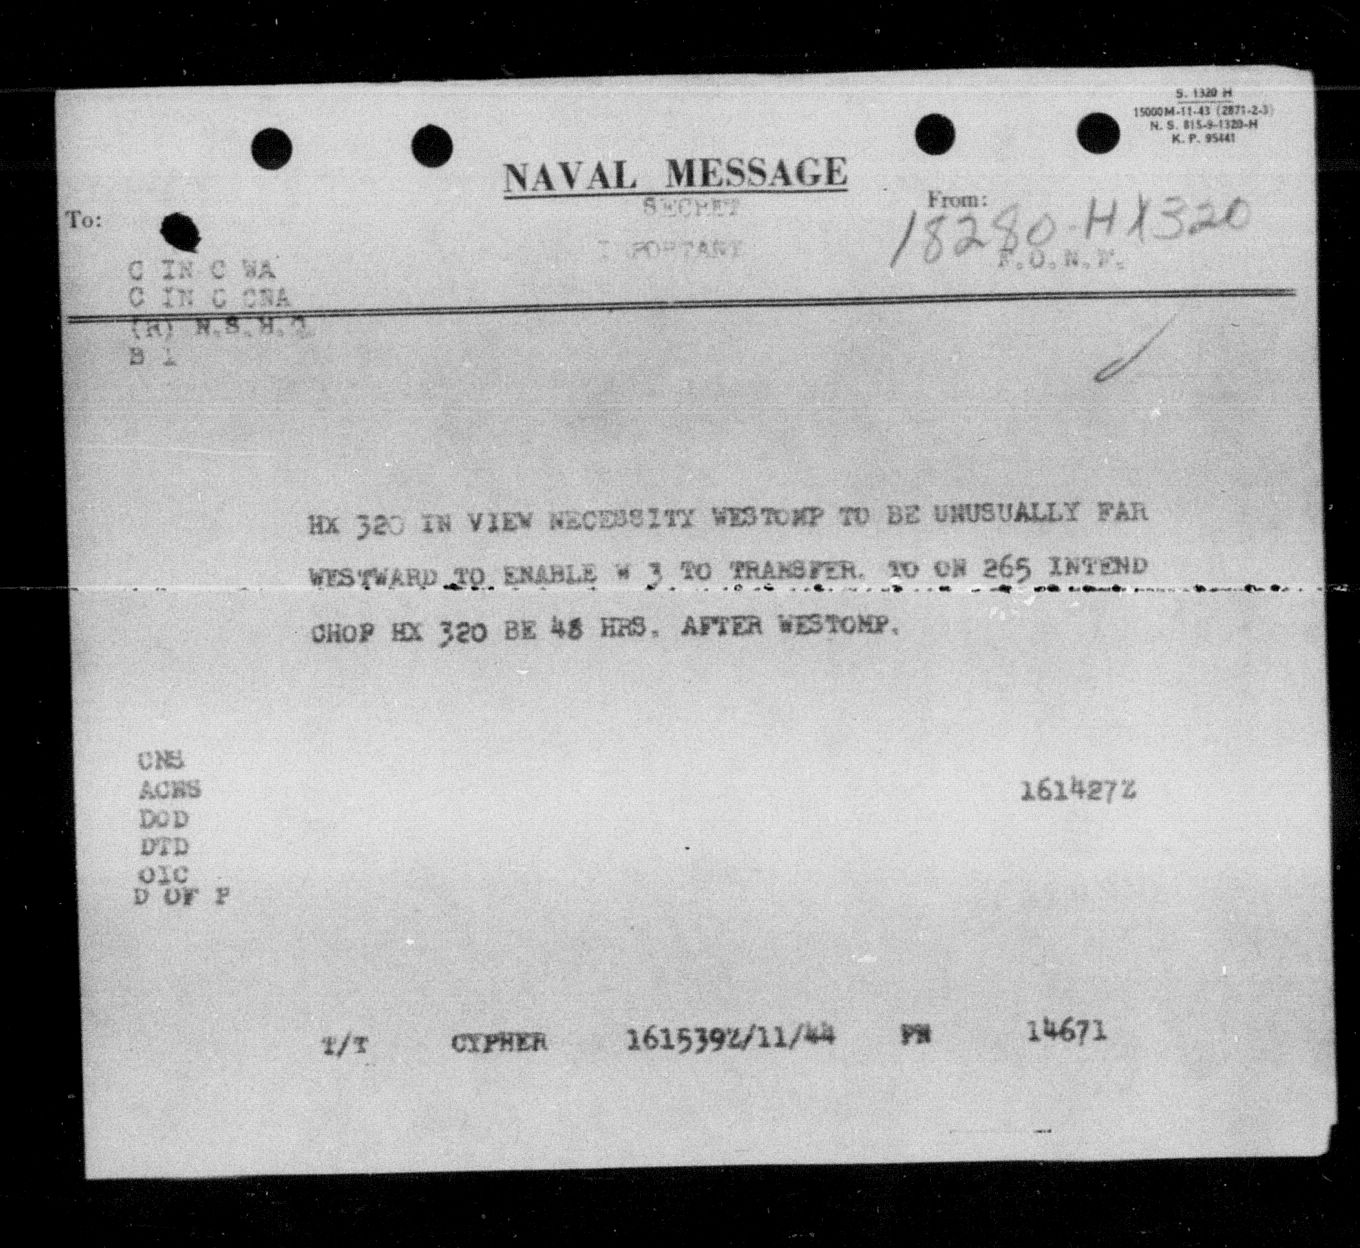 S. 1320 H
15000M-11-43 (2871-2-3)
N. S. 815-9-1320-H
K. P. 95441
NAVAL MESSAGE
SECRET
IMPORTANT
To:
From:
18280-HX320
F.O.N.F.
C IN C WA
C IN C CNA
(R) N.S.H.Q.
B 1
HX 320 IN VIEW NECESSITY WESTOMP TO BE UNUSUALLY FAR
WESTWARD TO ENABLE W 3 TO TRANSFER. TO ON 265 INTEND
CHOP HX 320 BE 48 HRS. AFTER WESTOMP.
CNS
ACNS
DOD
DTD
OIC
D OF P
161427Z
T/T CYPHER 161539Z/11/44 PN 14671